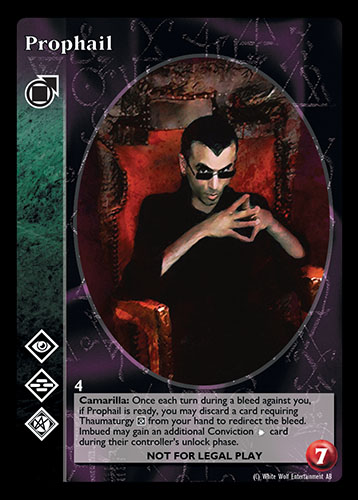 Prophail
4
Camarilla: Once each turn during a bleed against you,
if Prophail is ready, you may discard a card requiring
Thaumaturgy from your hand to redirect the bleed.
Imbued may gain an additional Conviction card
during their controller's unlock phase.
NOT FOR LEGAL PLAY
7
(C) White Wolf Entertainment AB